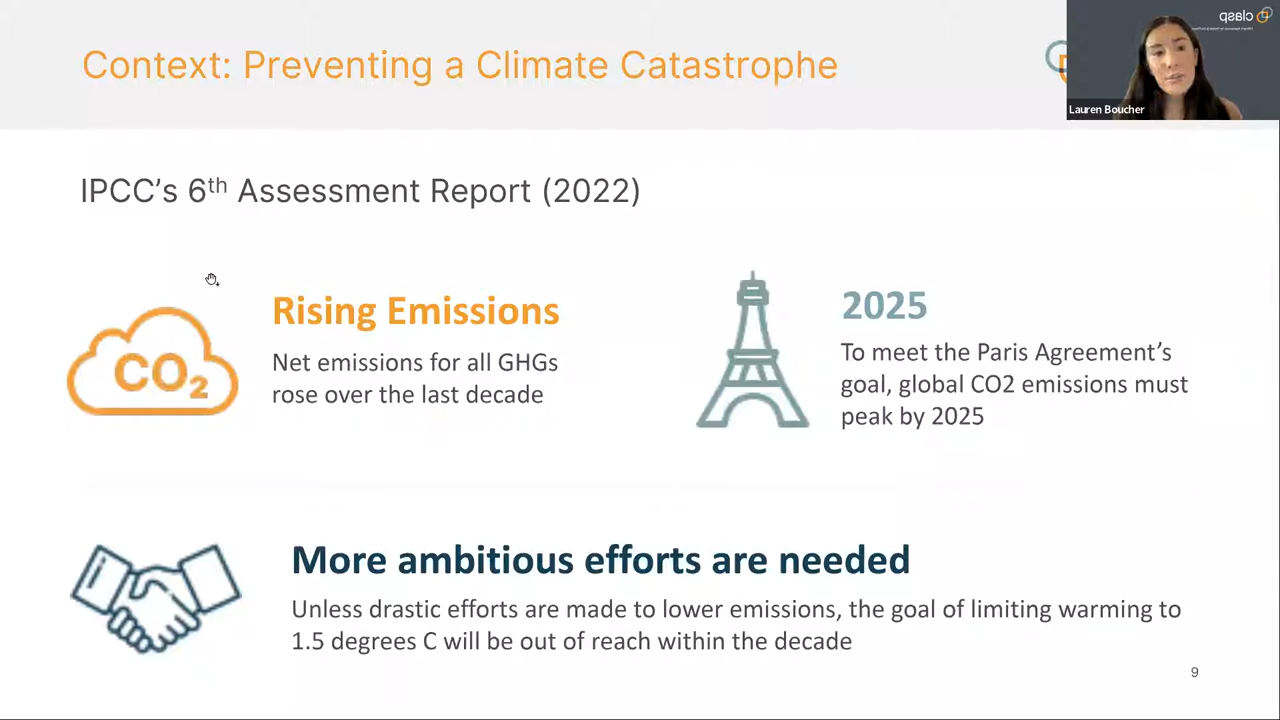 Context: Preventing a Climate Catastrophe
clasp
Lauren Boucher
IPCC’s 6th Assessment Report (2022)
CO2
Rising Emissions
Net emissions for all GHGs
rose over the last decade
2025
To meet the Paris Agreement’s
goal, global CO2 emissions must
peak by 2025
More ambitious efforts are needed
Unless drastic efforts are made to lower emissions, the goal of limiting warming to
1.5 degrees C will be out of reach within the decade
9